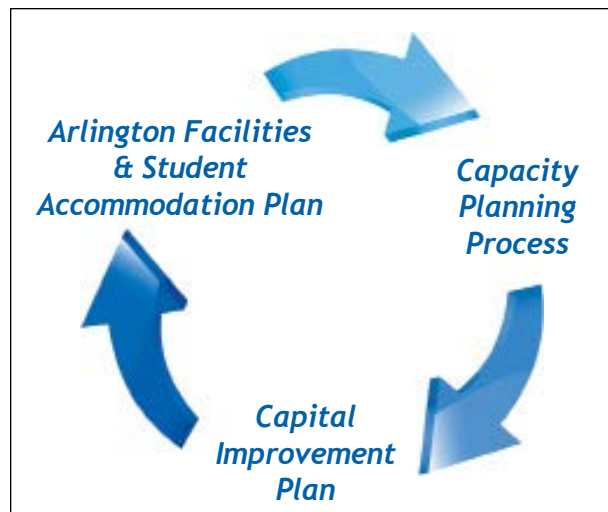 Arlington Facilities
& Student
Accommodation Plan
Capacity
Planning
Process
Capital
Improvement
Plan